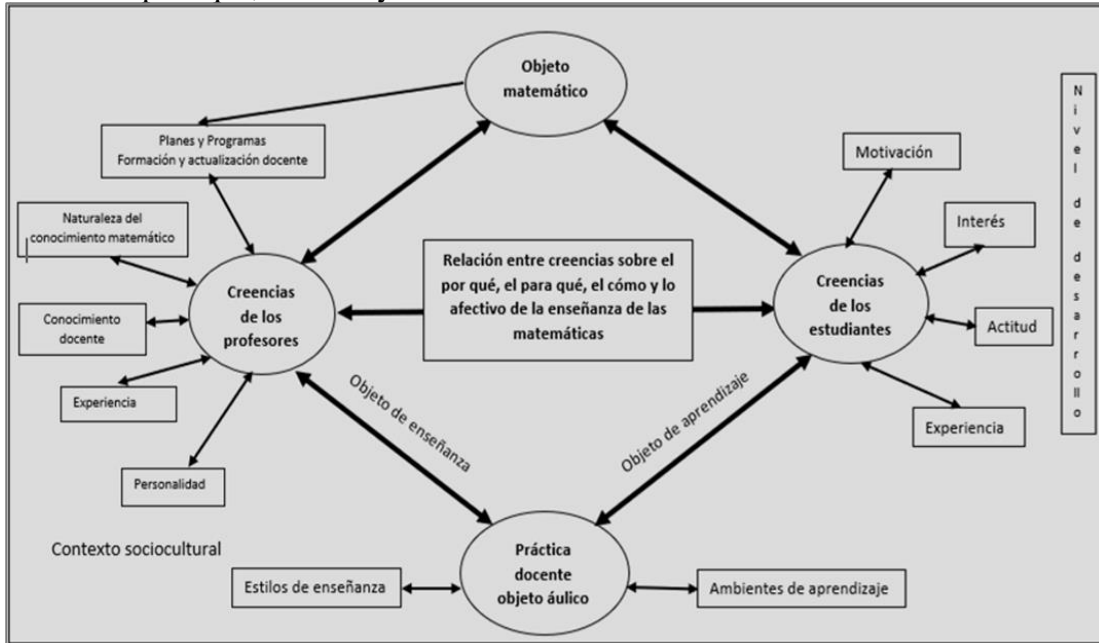 Objeto
matemático
Planes y Programas
Formación y actualización docente
Naturaleza del
conocimiento matemático
Conocimiento
docente
Experiencia
Personalidad
Creencias
de los
profesores
Relación entre creencias sobre el
por qué, el para qué, el cómo y lo
afectivo de la enseñanza de las
matemáticas
Creencias
de los
estudiantes
Motivación
Interés
Actitud
Experiencia
Nivel de desarrollo
Objeto de enseñanza
Objeto de aprendizaje
Contexto sociocultural
Práctica
docente
objeto áulico
Estilos de enseñanza
Ambientes de aprendizaje